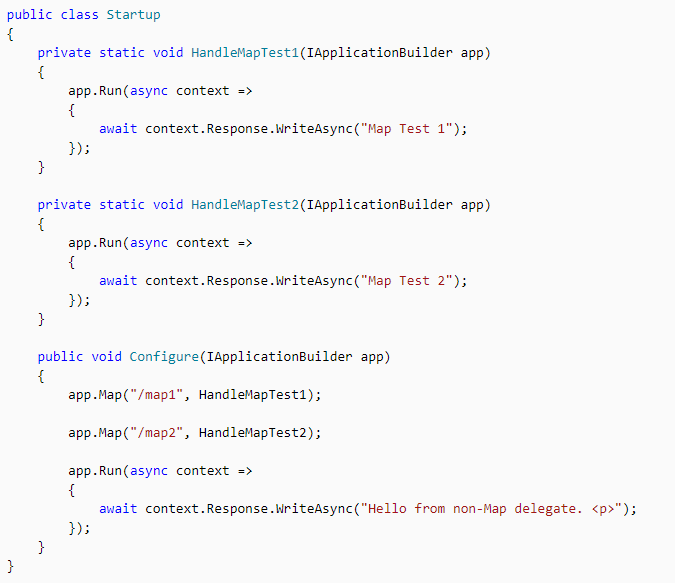 public class Startup
{
    private static void HandleMapTest1(IApplicationBuilder app)
    {
        app.Run(async context =>
        {
            await context.Response.WriteAsync("Map Test 1");
        });
    }

    private static void HandleMapTest2(IApplicationBuilder app)
    {
        app.Run(async context =>
        {
            await context.Response.WriteAsync("Map Test 2");
        });
    }

    public void Configure(IApplicationBuilder app)
    {
        app.Map("/map1", HandleMapTest1);

        app.Map("/map2", HandleMapTest2);

        app.Run(async context =>
        {
            await context.Response.WriteAsync("Hello from non-Map delegate. <p>");
        });
    }
}